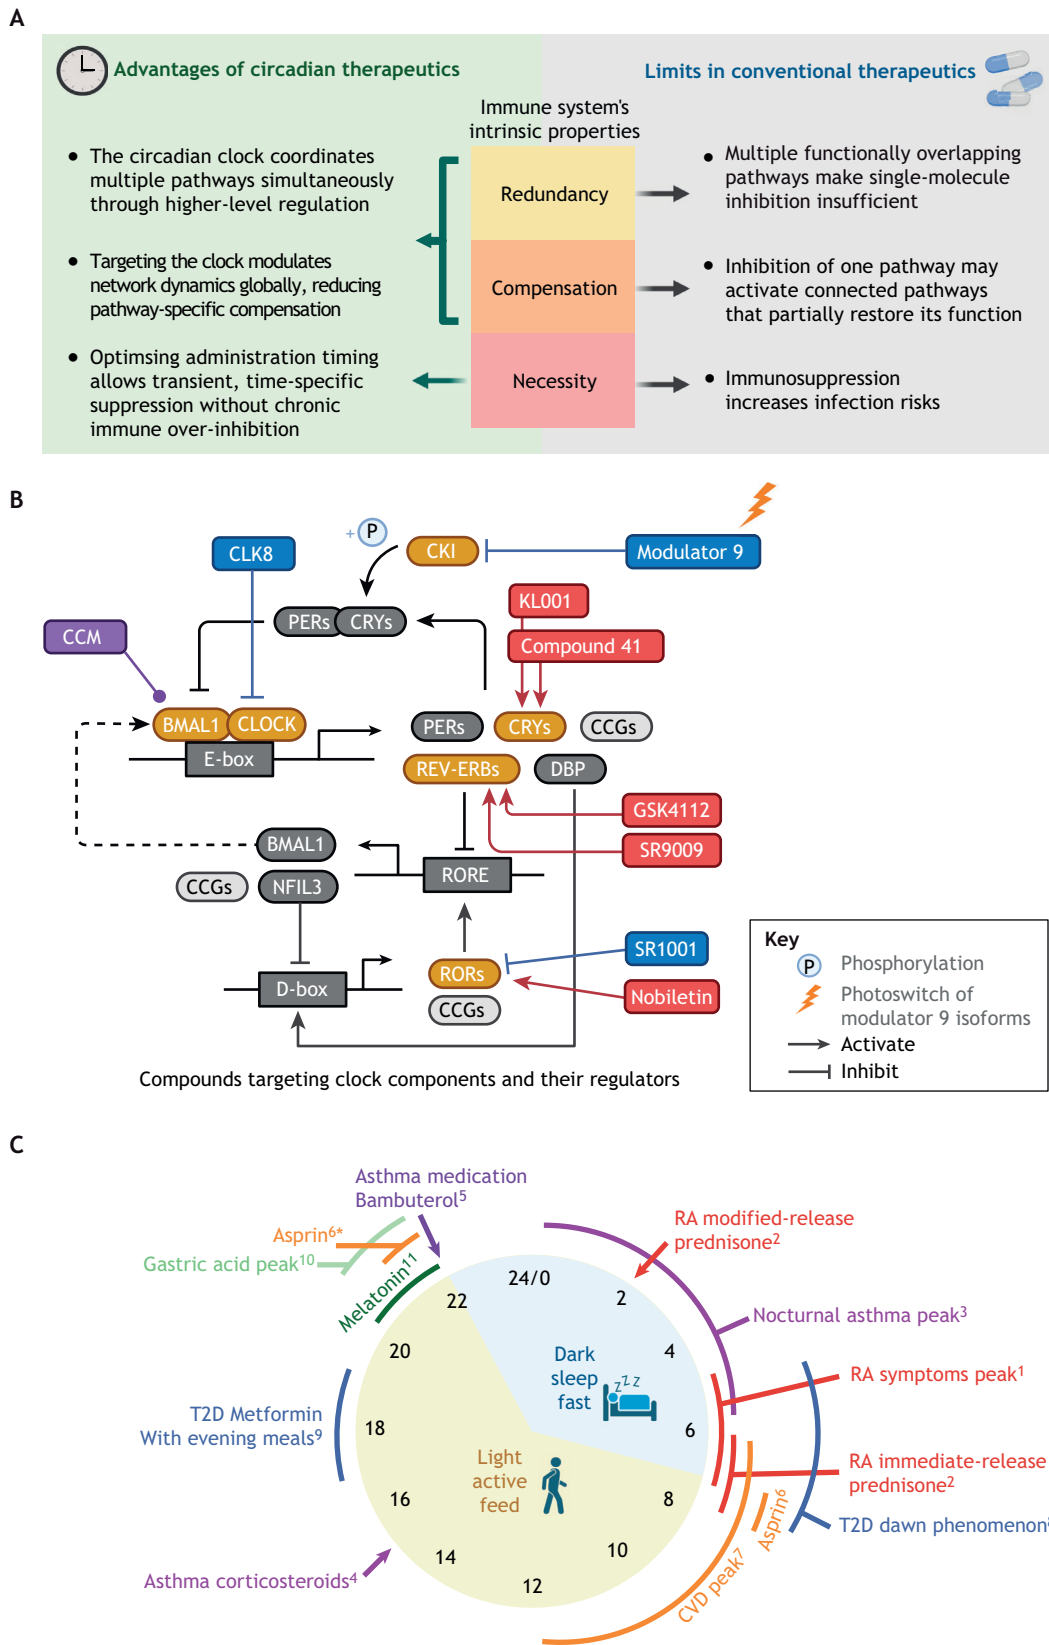 A
Advantages of circadian therapeutics
Limits in conventional therapeutics
Immune system's
intrinsic properties
• The circadian clock coordinates
multiple pathways simultaneously
through higher-level regulation
• Targeting the clock modulates
network dynamics globally, reducing
pathway-specific compensation
• Optimsing administration timing
allows transient, time-specific
suppression without chronic
immune over-inhibition
Redundancy
Compensation
Necessity
• Multiple functionally overlapping
pathways make single-molecule
inhibition insufficient
• Inhibition of one pathway may
activate connected pathways
that partially restore its function
• Immunosuppression
increases infection risks
B
+ P
CKI
Modulator 9
CLK8
KL001
PERs
CRYs
Compound 41
CCM
BMAL1
CLOCK
E-box
PERs
CRYs
CCGs
REV-ERBs
DBP
GSK4112
SR9009
BMAL1
RORE
CCGs
NFIL3
SR1001
RORs
D-box
Nobiletin
CCGs
Key
P Phosphorylation
Photoswitch of
modulator 9 isoforms
Activate
Inhibit
Compounds targeting clock components and their regulators
C
Asthma medication
Bambuterol⁵
Asprin⁶*
Gastric acid peak¹⁰
Melatonin¹¹
RA modified-release
prednisone²
Nocturnal asthma peak³
RA symptoms peak¹
RA immediate-release
prednisone²
Asprin⁶
T2D dawn phenomenon
CVD peak⁷
T2D Metformin
With evening meals⁹
Asthma corticosteroids⁴
24/0
2
4
6
8
10
12
14
16
18
20
22
Dark
sleep
fast
z z z z
Light
active
feed